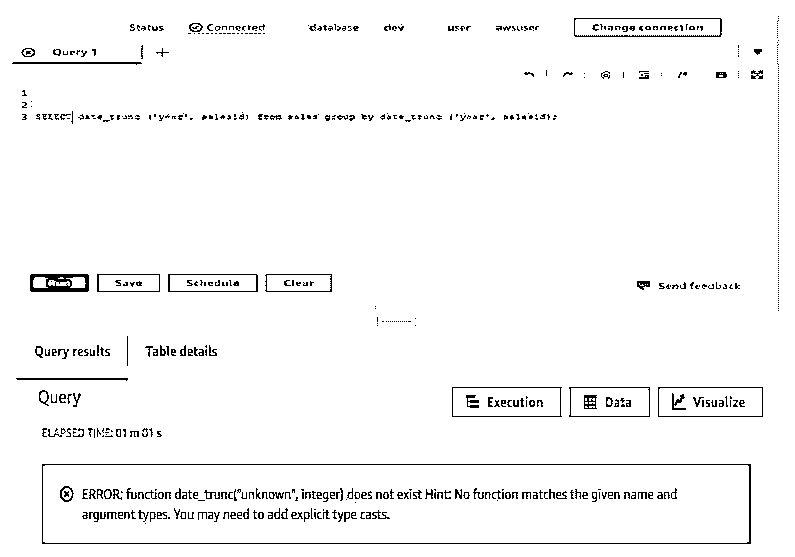 Status Connected database dev user awsuser Change connection
Query 1 +
1
2
3 SELECT date_trunc ('year', salesid) from sales group by date_trunc ('year', salesid);
Run Save Schedule Clear Send feedback
Query results Table details
Query Execution Data Visualize
ELAPSED TIME: 01 m 01 s
ERROR: function date_trunc("unknown", integer) does not exist Hint: No function matches the given name and
argument types. You may need to add explicit type casts.